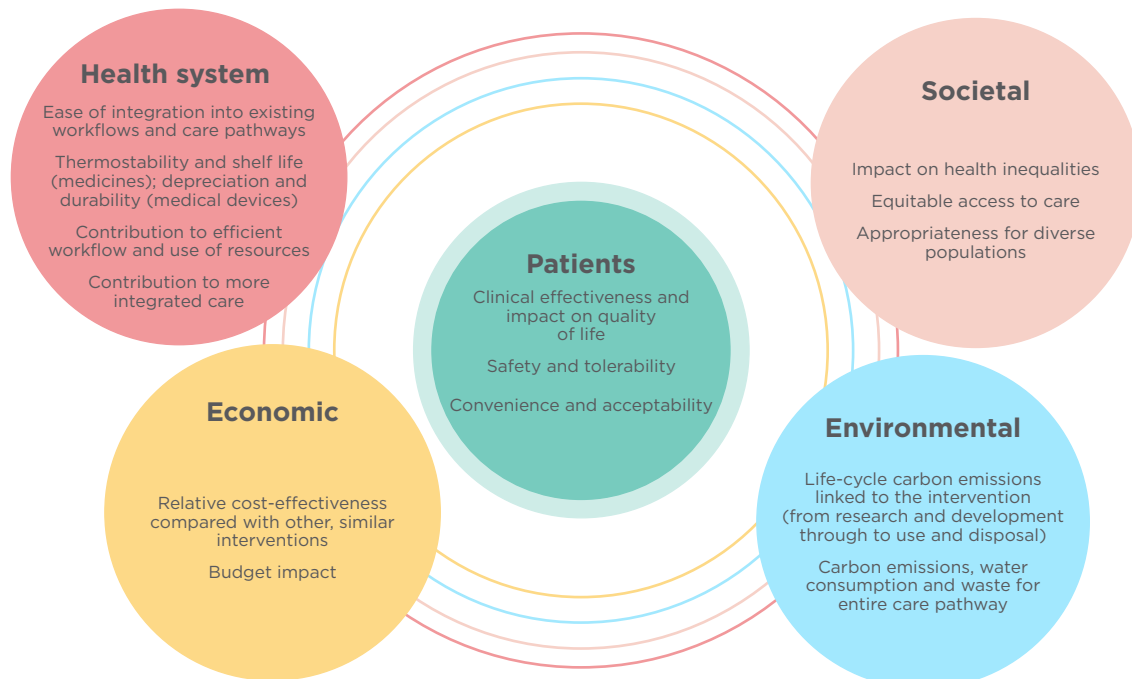 Health system
Ease of integration into existing
workflows and care pathways
Thermostability and shelf life
(medicines); depreciation and
durability (medical devices)
Contribution to efficient
workflow and use of resources
Contribution to more
integrated care
Societal
Impact on health inequalities
Equitable access to care
Appropriateness for diverse
populations
Patients
Clinical effectiveness and
impact on quality
of life
Safety and tolerability
Convenience and acceptability
Economic
Relative cost-effectiveness
compared with other, similar
interventions
Budget impact
Environmental
Life-cycle carbon emissions
linked to the intervention
(from research and development
through to use and disposal)
Carbon emissions, water
consumption and waste for
entire care pathway